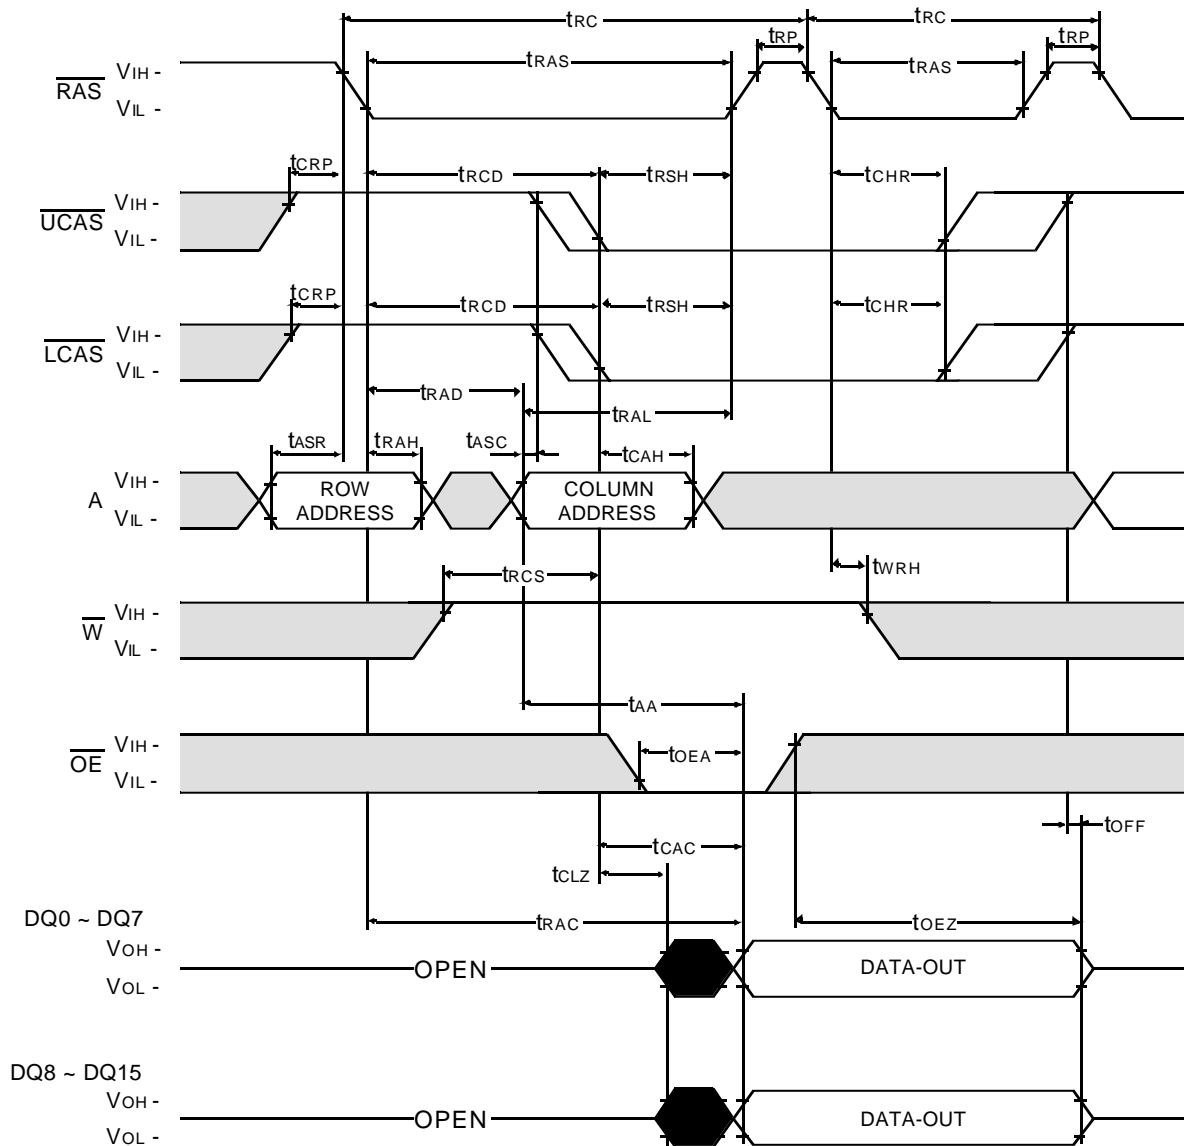 tRC tRC
tRP tRP
tRAS tRAS
RAS VIH -
VIL -
tCRP tRCD tRSH tCHR
UCAS VIH -
VIL -
tCRP tRCD tRSH tCHR
LCAS VIH -
VIL -
tRAD
tRAL
tASR tRAH tASC tCAH
A VIH -
VIL -
ROW ADDRESS
COLUMN ADDRESS
tRCS tWRH
W VIH -
VIL -
tAA
OE VIH -
VIL -
tOEA
tOFF
tCAC
tCLZ
tRAC tOEZ
DQ0 ~ DQ7
VOH -
VOL -
OPEN DATA-OUT
DQ8 ~ DQ15
VOH -
VOL -
OPEN DATA-OUT